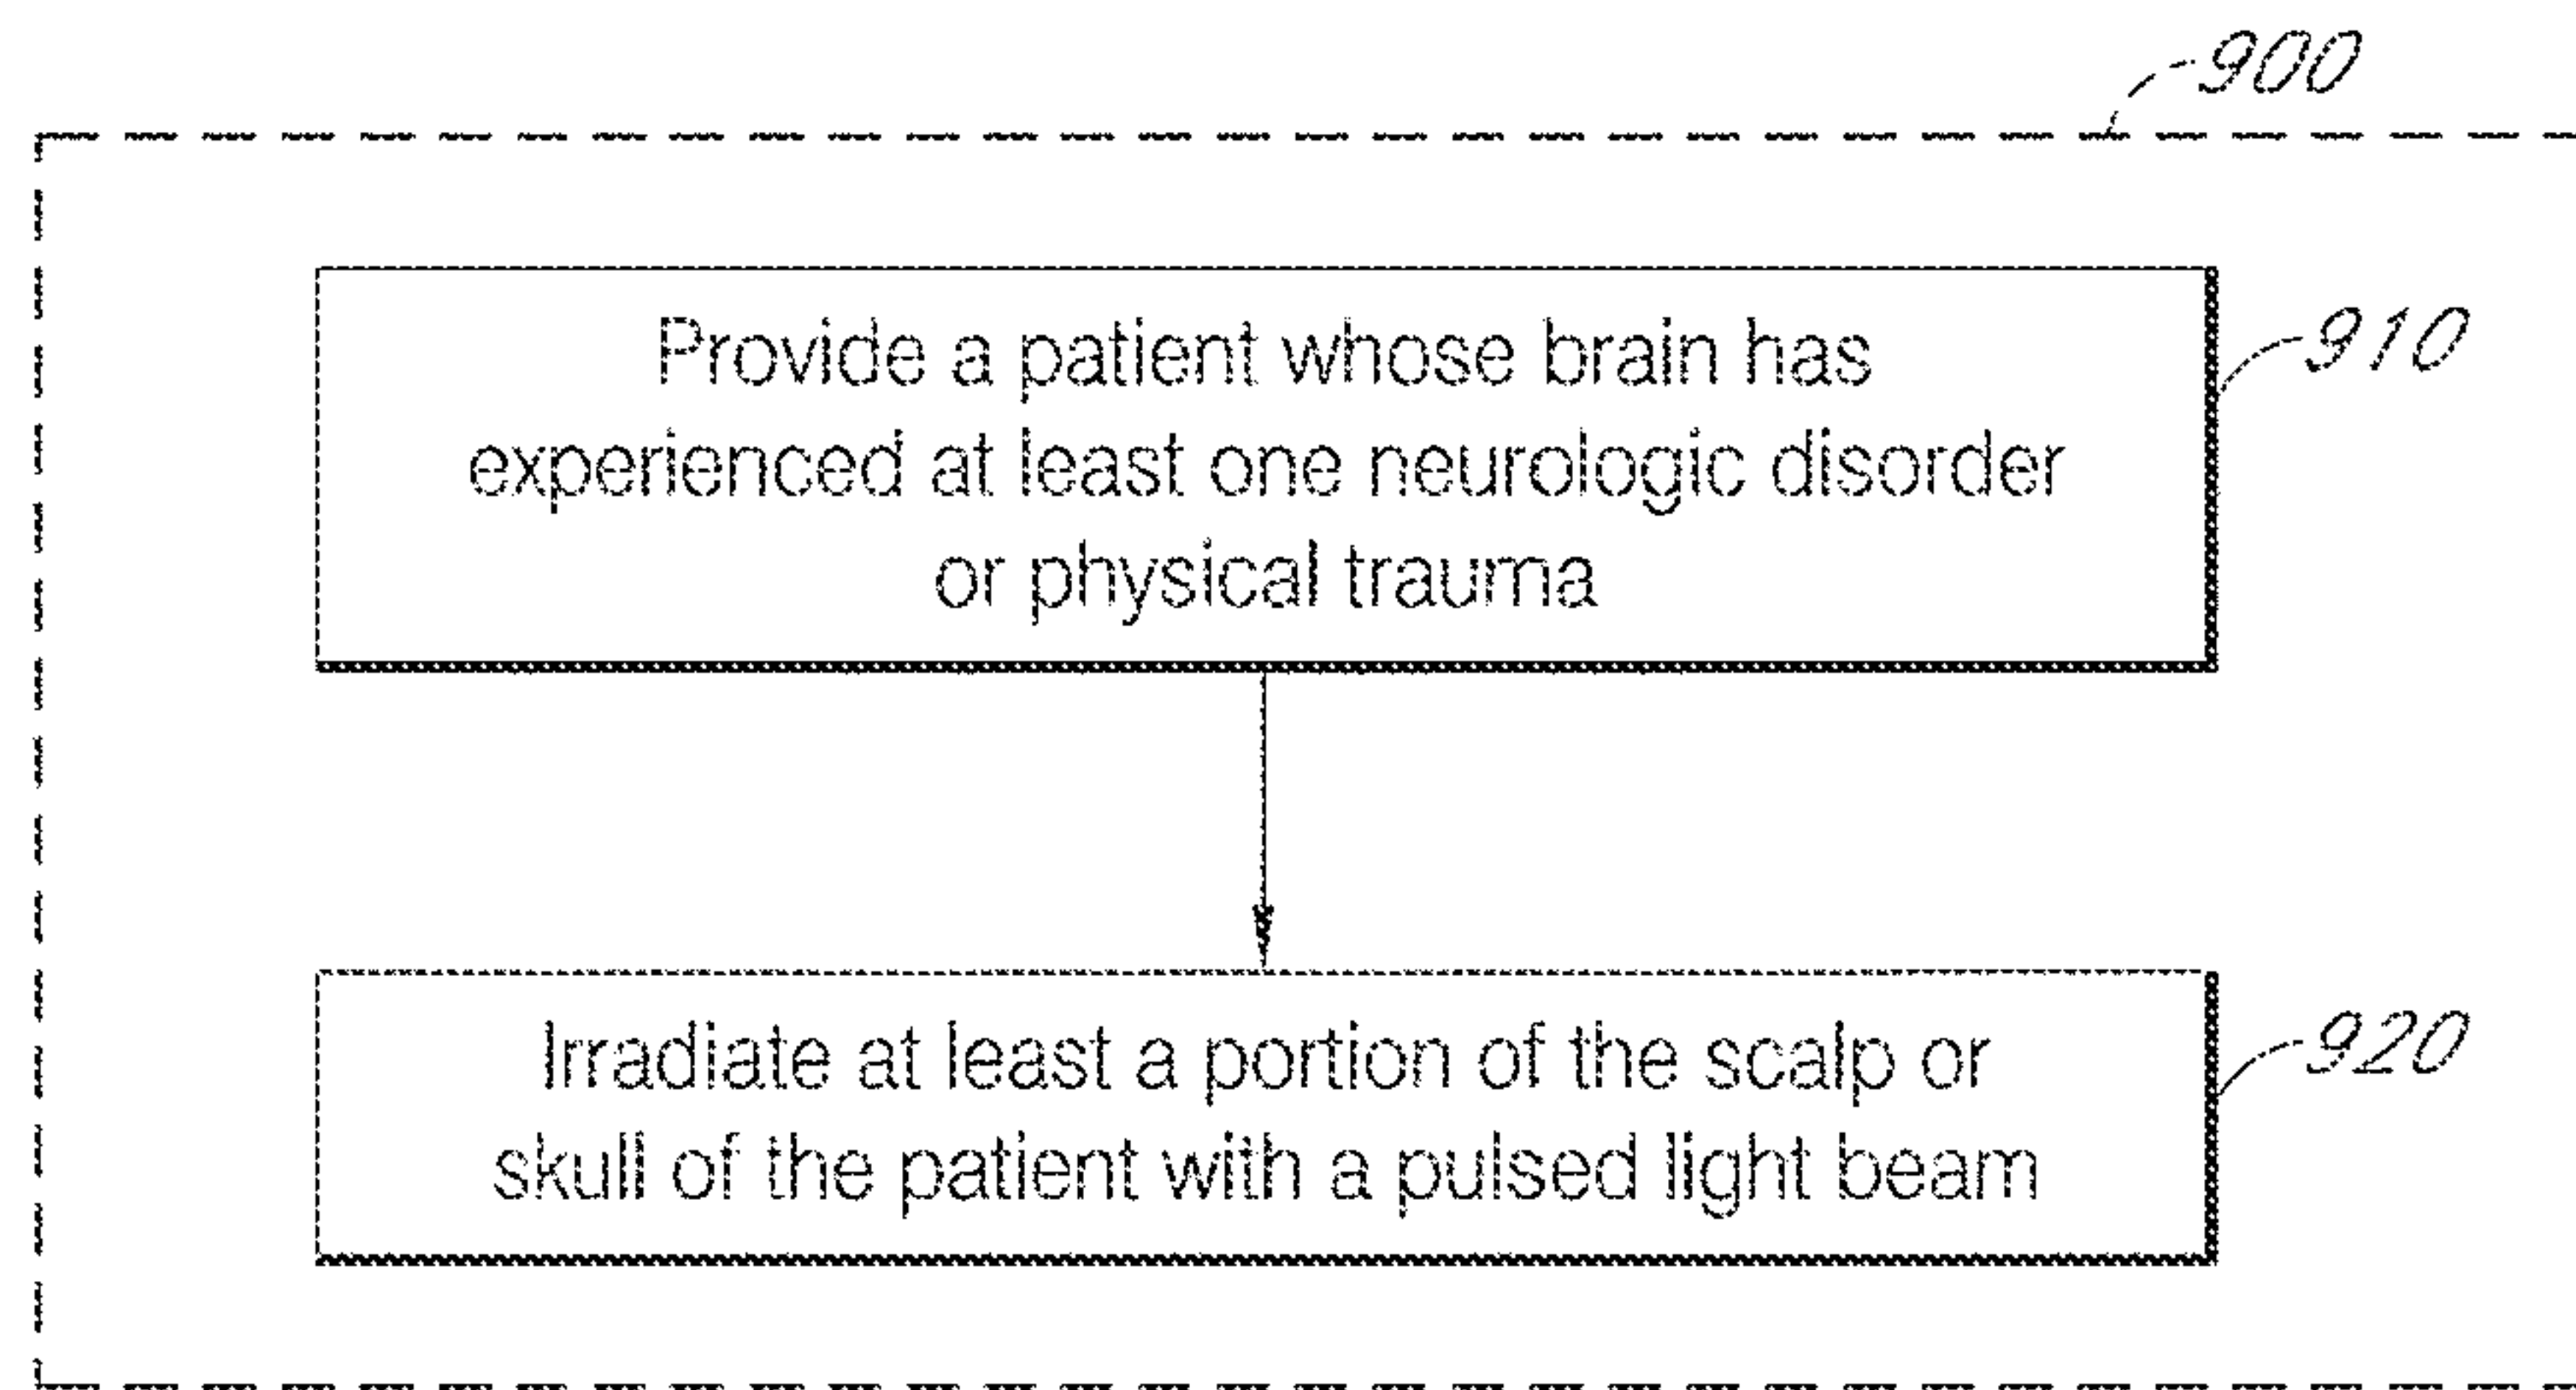 900
Provide a patient whose brain has
experienced at least one neurologic disorder
or physical trauma
910
Irradiate at least a portion of the scalp or
skull of the patient with a pulsed light beam
920